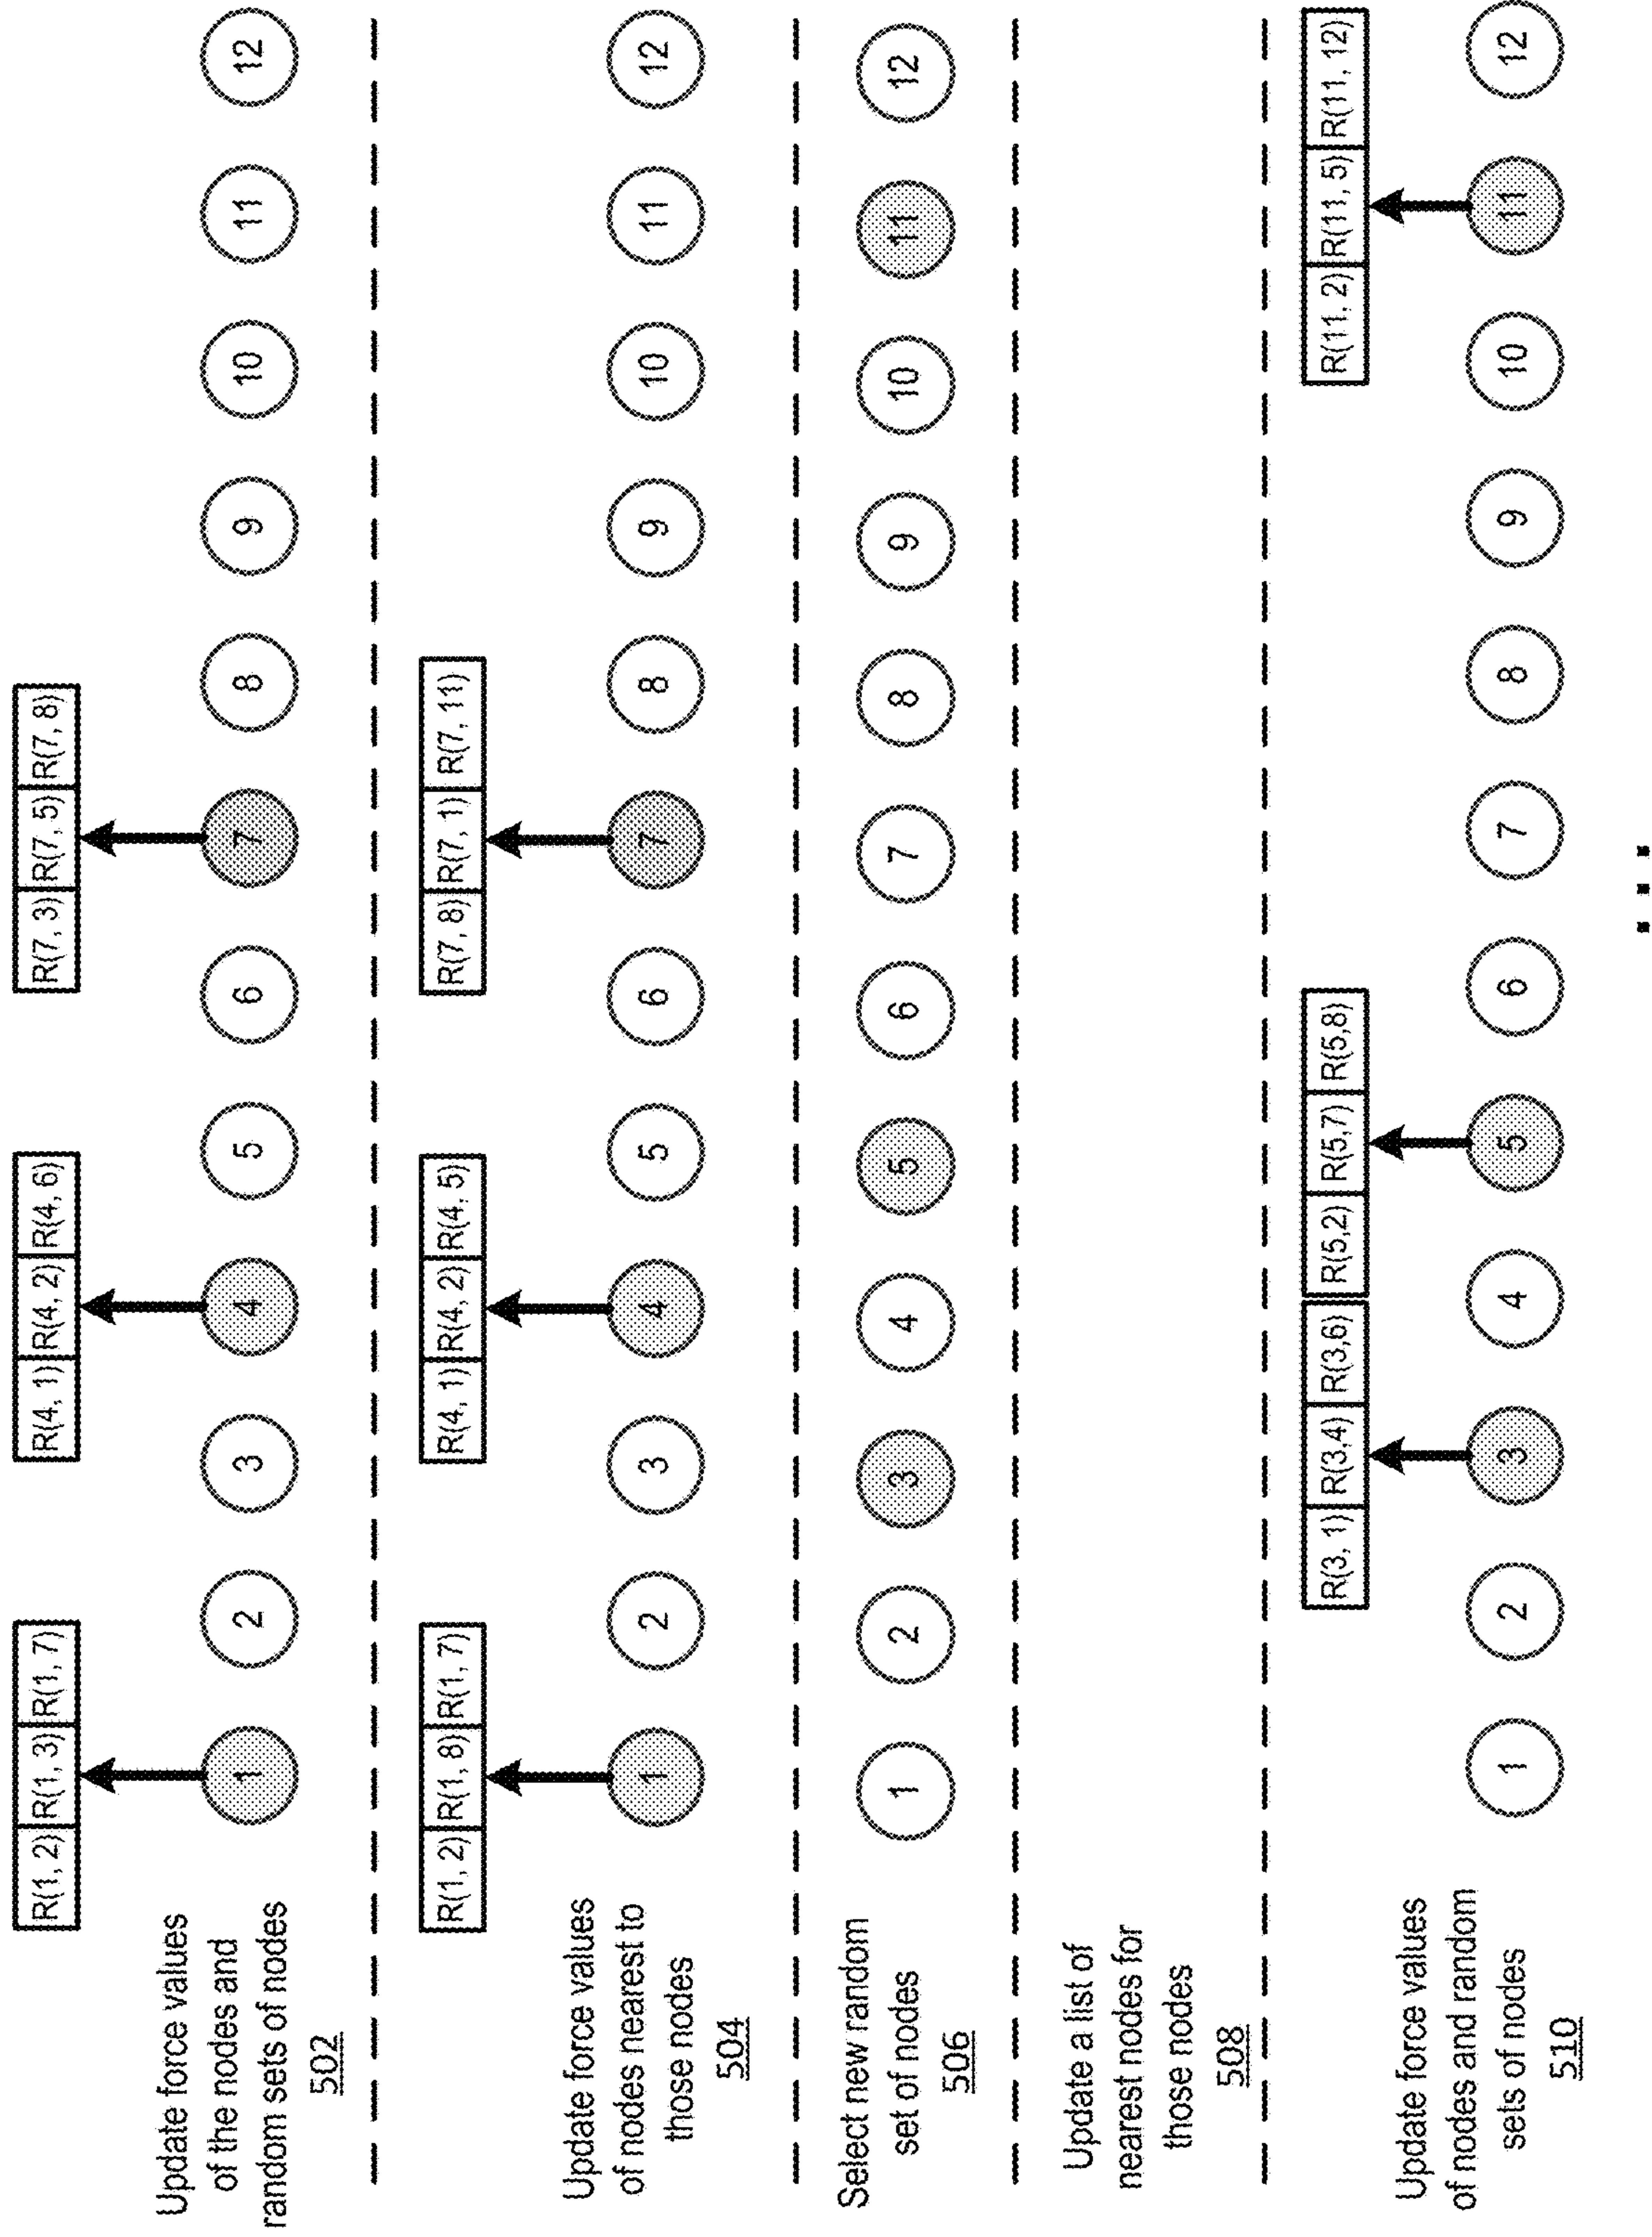 R(1, 2) R(1, 3) R(1, 7) R(4, 1) R(4, 2) R(4, 6) R(7, 3) R(7, 5) R(7, 8)
Update force values
of the nodes and
random sets of nodes
502
1 2 3 4 5 6 7 8 9 10 11 12
R(1, 2) R(1, 8) R(1, 7) R(4, 1) R(4, 2) R(4, 5) R(7, 8) R(7, 1) R(7, 11)
Update force values
of nodes nearest to
those nodes
504
1 2 3 4 5 6 7 8 9 10 11 12
Select new random
set of nodes
506
1 2 3 4 5 6 7 8 9 10 11 12
Update a list of
nearest nodes for
those nodes
508
R(3, 1) R(3,4) R(3,6) R(5,2) R(5,7) R(5,8) R(11, 2) R(11, 5) R(11, 12)
Update force values
of nodes and random
sets of nodes
510
1 2 3 4 5 6 7 8 9 10 11 12